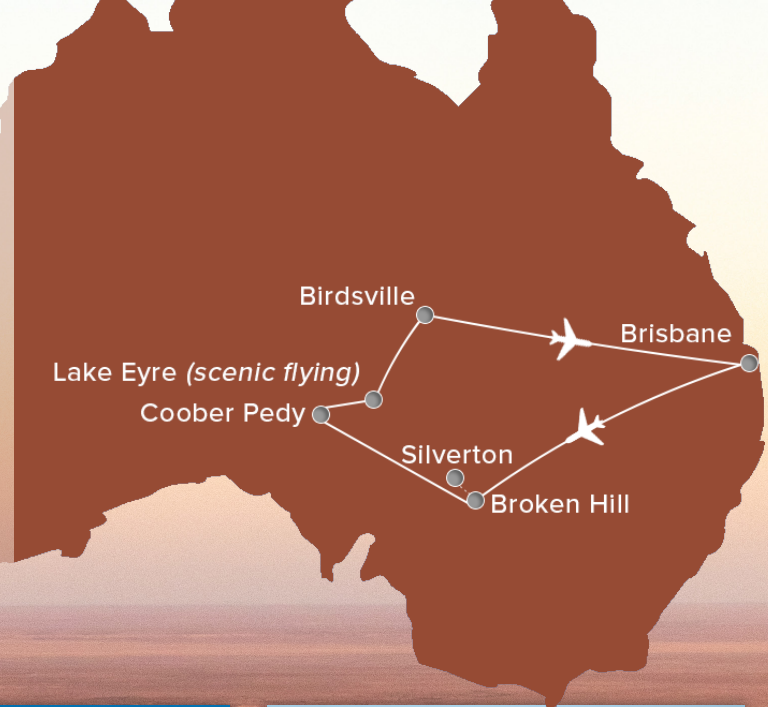 Birdsville
Brisbane
Lake Eyre (scenic flying)
Coober Pedy
Silverton
Broken Hill